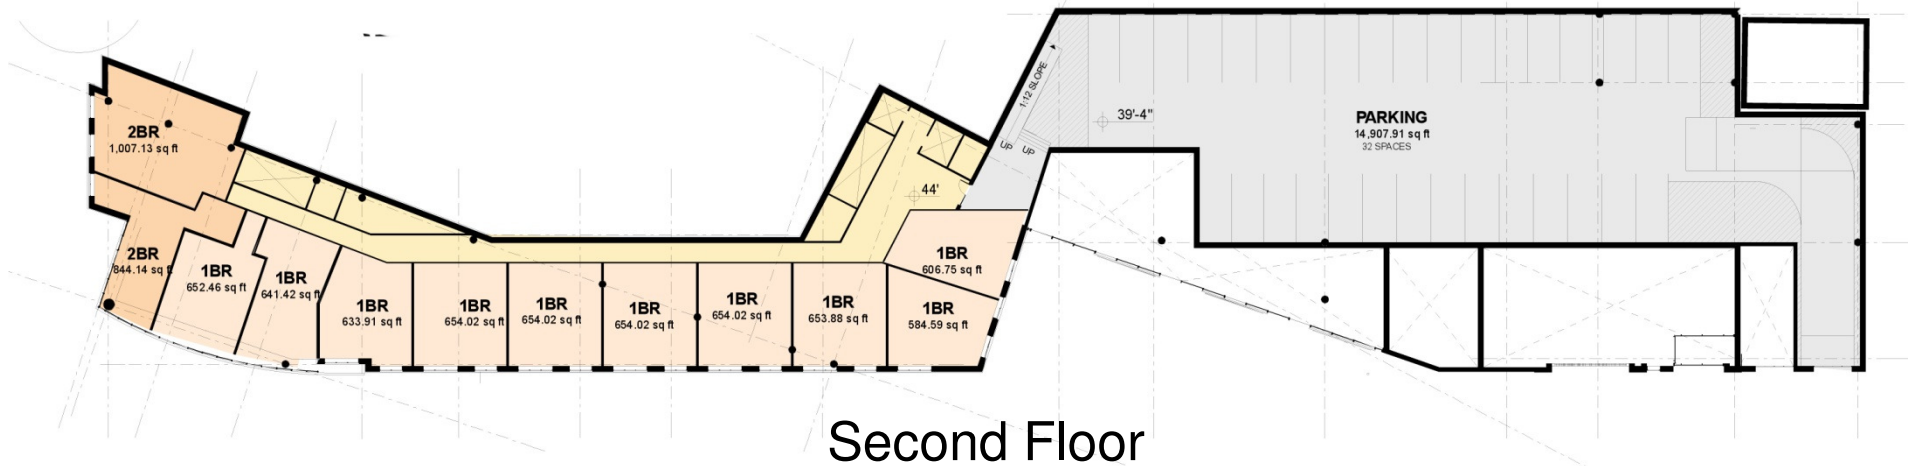 2BR
1,007.13 sq ft
2BR
844.14 sq ft
1BR
652.46 sq ft
1BR
641.42 sq ft
1BR
633.91 sq ft
1BR
654.02 sq ft
1BR
654.02 sq ft
1BR
654.02 sq ft
1BR
654.02 sq ft
1BR
653.88 sq ft
1BR
606.75 sq ft
1BR
584.59 sq ft
44'
1:12 SLOPE
UP
UP
39'-4"
PARKING
14,907.91 sq ft
32 SPACES
Second Floor